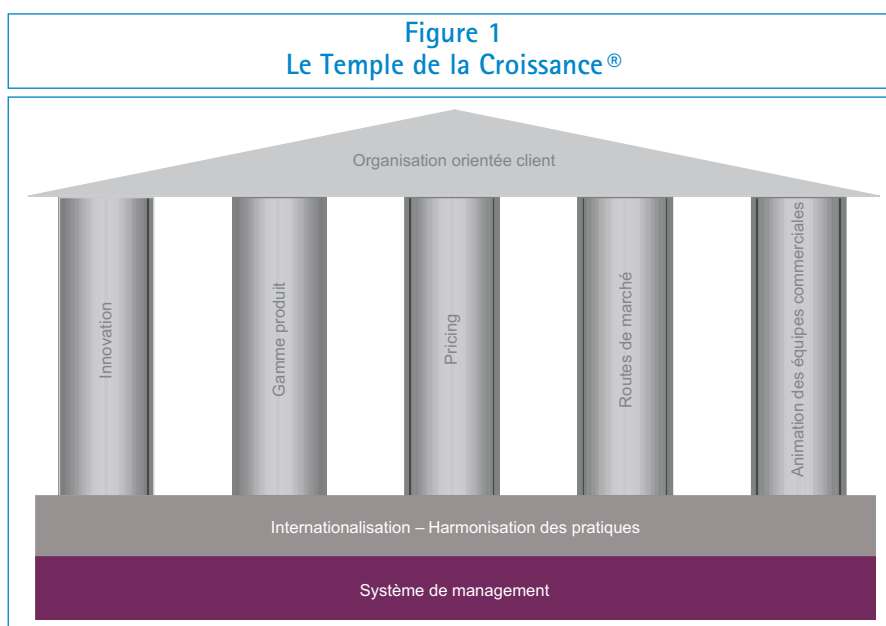 Figure 1
Le Temple de la Croissance®
Organisation orientée client
Innovation
Gamme produit
Pricing
Routes de marché
Animation des équipes commerciales
Internationalisation – Harmonisation des pratiques
Système de management